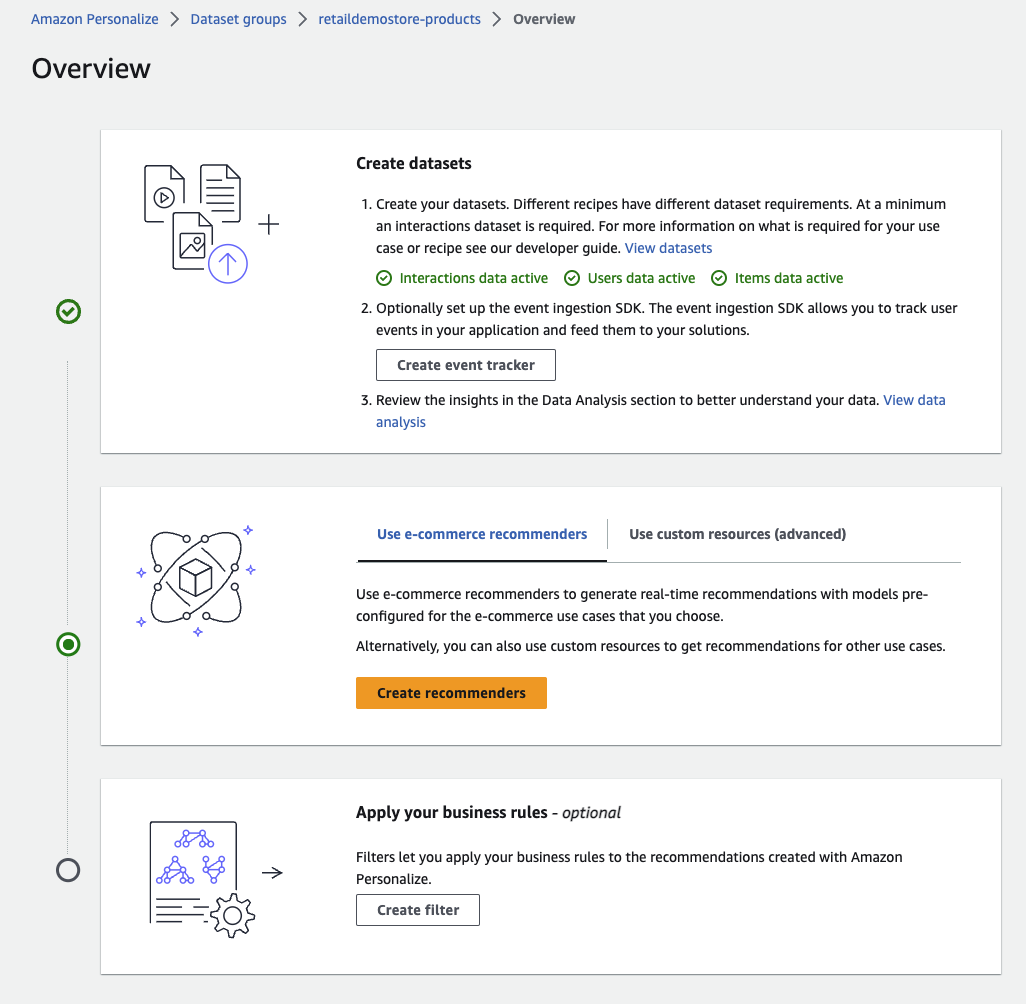 Amazon Personalize > Dataset groups > retaildemostore-products > Overview
Overview
Create datasets
1. Create your datasets. Different recipes have different dataset requirements. At a minimum
an interactions dataset is required. For more information on what is required for your use
case or recipe see our developer guide. View datasets
Interactions data active Users data active Items data active
2. Optionally set up the event ingestion SDK. The event ingestion SDK allows you to track user
events in your application and feed them to your solutions.
Create event tracker
3. Review the insights in the Data Analysis section to better understand your data. View data
analysis
Use e-commerce recommenders Use custom resources (advanced)
Use e-commerce recommenders to generate real-time recommendations with models pre-
configured for the e-commerce use cases that you choose.
Alternatively, you can also use custom resources to get recommendations for other use cases.
Create recommenders
Apply your business rules - optional
Filters let you apply your business rules to the recommendations created with Amazon
Personalize.
Create filter